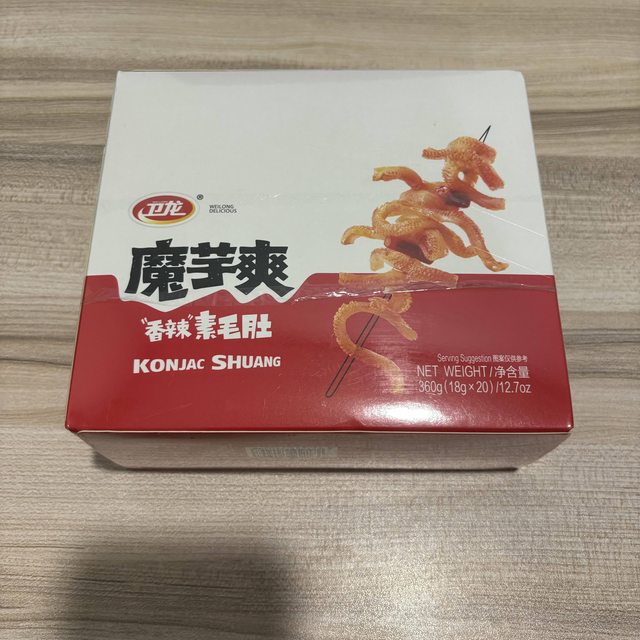 卫龙®
WEILONG
DELICIOUS
魔芋爽
"香辣"素毛肚
KONJAC SHUANG
Serving Suggestion 图案仅供参考
NET WEIGHT/净含量
360g(18g×20)/12.7oz